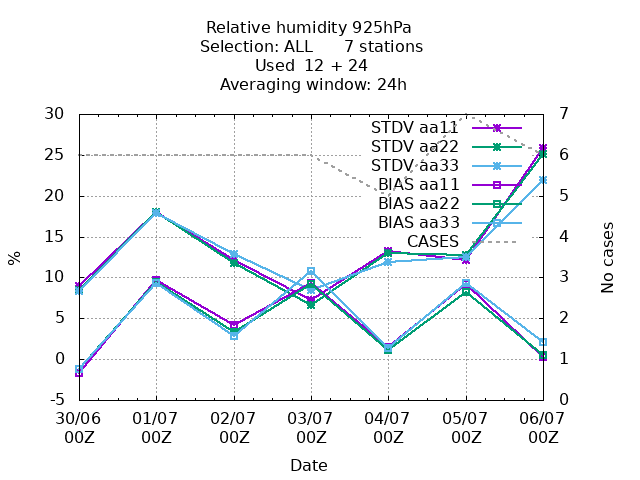 Relative humidity 925hPa
Selection: ALL      7 stations
Used  12 + 24
Averaging window: 24h
30
25
20
15
10
5
0
-5
%
7
6
5
4
3
2
1
0
No cases
STDV aa11
STDV aa22
STDV aa33
BIAS aa11
BIAS aa22
BIAS aa33
CASES
30/06 01/07 02/07 03/07 04/07 05/07 06/07
00Z 00Z 00Z 00Z 00Z 00Z 00Z
Date